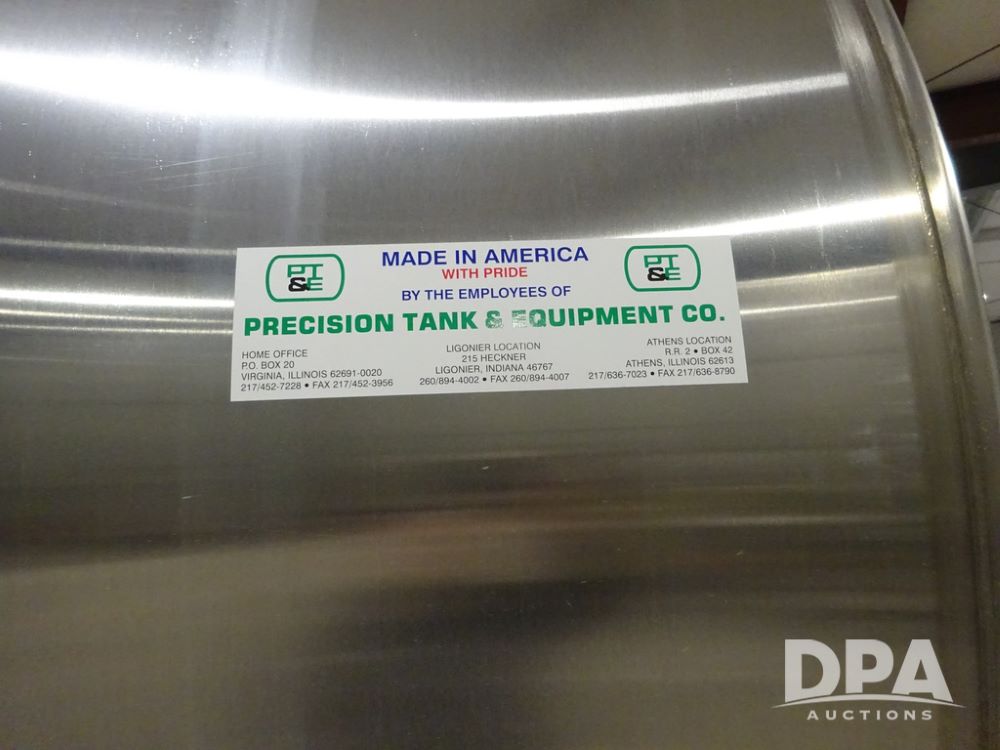 PT
&E
MADE IN AMERICA
WITH PRIDE
BY THE EMPLOYEES OF
PT
&E
PRECISION TANK & EQUIPMENT CO.
HOME OFFICE
P.O. BOX 20
VIRGINIA, ILLINOIS 62691-0020
217/452-7228 • FAX 217/452-3956
LIGONIER LOCATION
215 HECKNER
LIGONIER, INDIANA 46767
260/894-4002 • FAX 260/894-4007
ATHENS LOCATION
R.R. 2 • BOX 42
ATHENS, ILLINOIS 62613
217/636-7023 • FAX 217/636-8790
DPA
AUCTIONS